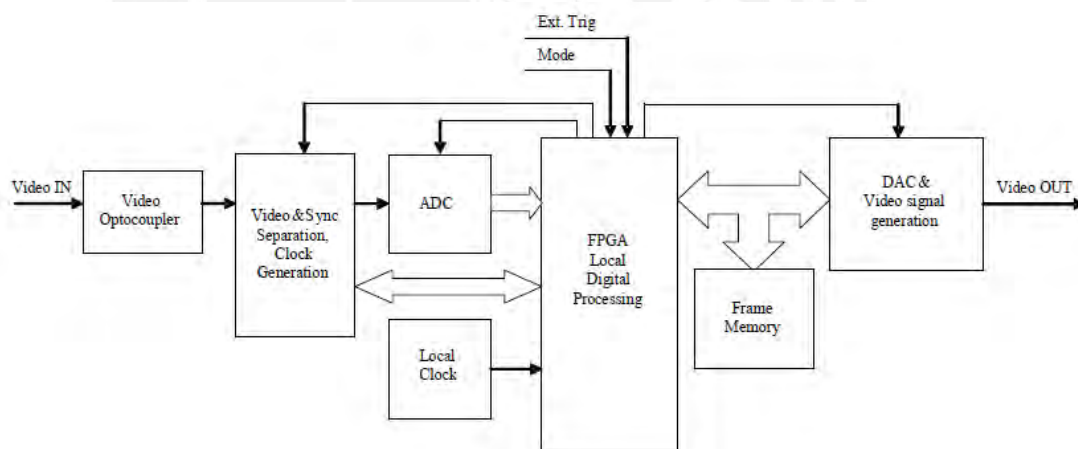 Ext. Trig
Mode
Video IN
Video
Optocoupler
Video&Sync
Separation,
Clock
Generation
ADC
Local
Clock
FPGA
Local
Digital
Processing
Frame
Memory
DAC &
Video signal
generation
Video OUT